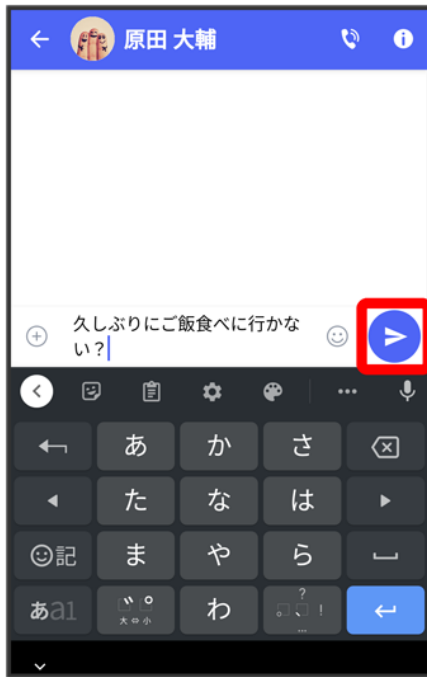 原田 大輔
久しぶりにご飯食べに行かな
い？
あ か さ
た な は
記 ま や ら
あa1 大⇔小 わ 。、?!…